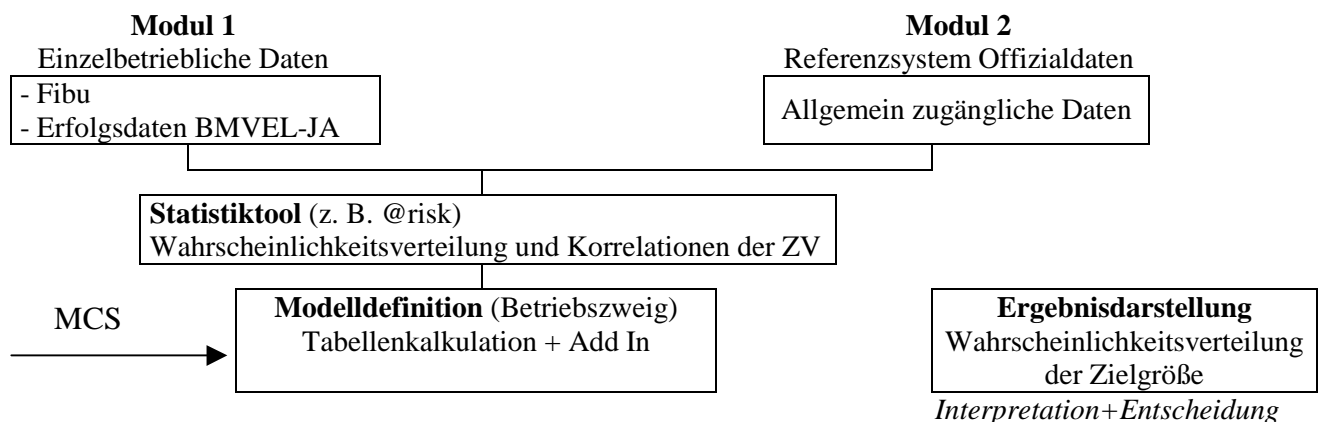 Modul 1
Einzelbetriebliche Daten
- Fibu
- Erfolgsdaten BMVEL-JA
Modul 2
Referenzsystem Offizialdaten
Allgemein zugängliche Daten
Statistiktool (z. B. @risk)
Wahrscheinlichkeitsverteilung und Korrelationen der ZV
MCS
Modelldefinition (Betriebszweig)
Tabellenkalkulation + Add In
Ergebnisdarstellung
Wahrscheinlichkeitsverteilung
der Zielgröße
Interpretation+Entscheidung